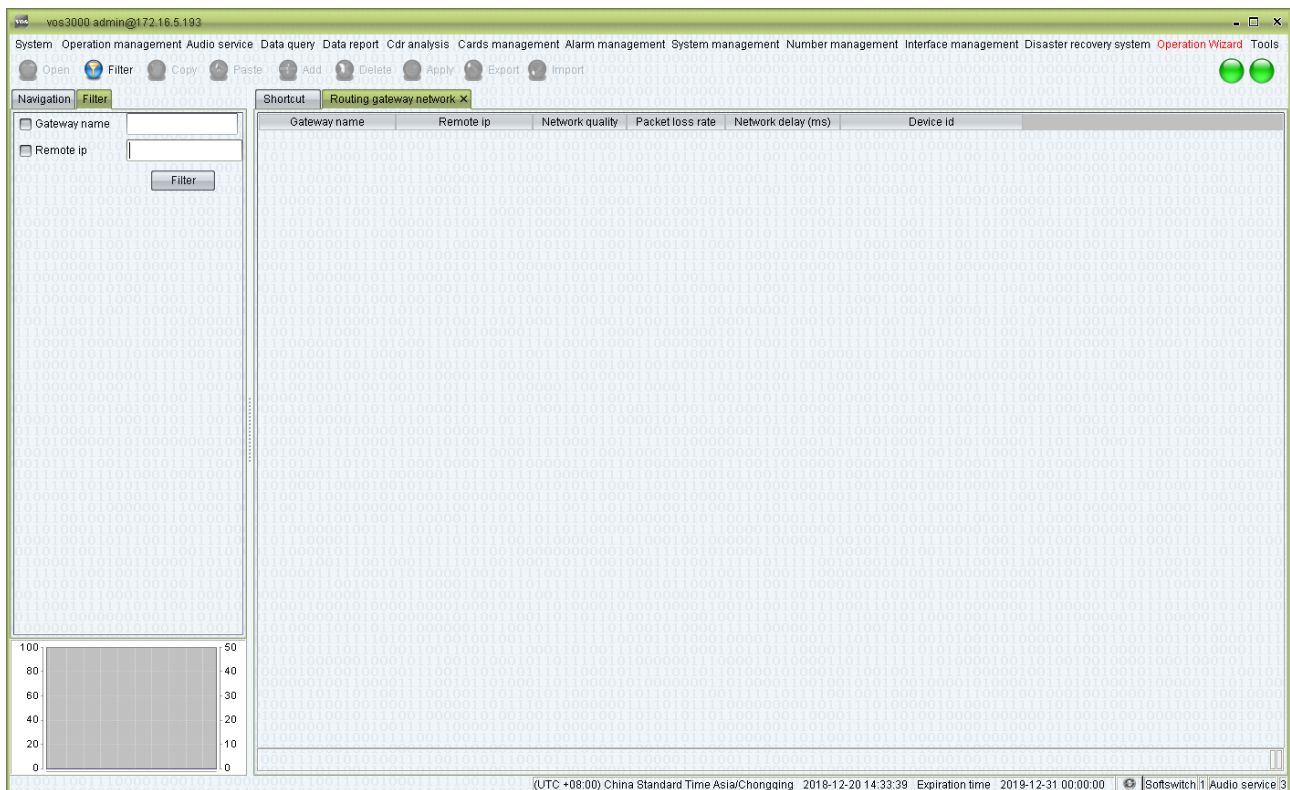 vos vos3000 admin@172.16.5.193
System Operation management Audio service Data query Data report Cdr analysis Cards management Alarm management System management Number management Interface management Disaster recovery system Operation Wizard Tools
Open Filter Copy Paste Add Delete Apply Export Import
Navigation Filter Shortcut Routing gateway network
Gateway name Gateway name Remote ip Network quality Packet loss rate Network delay (ms) Device id
Remote ip
Filter
100 50
80 40
60 30
40 20
20 10
0 0
(UTC +08:00) China Standard Time Asia/Chongqing 2018-12-20 14:33:39 Expiration time 2019-12-31 00:00:00 Softswitch 1 Audio service 3